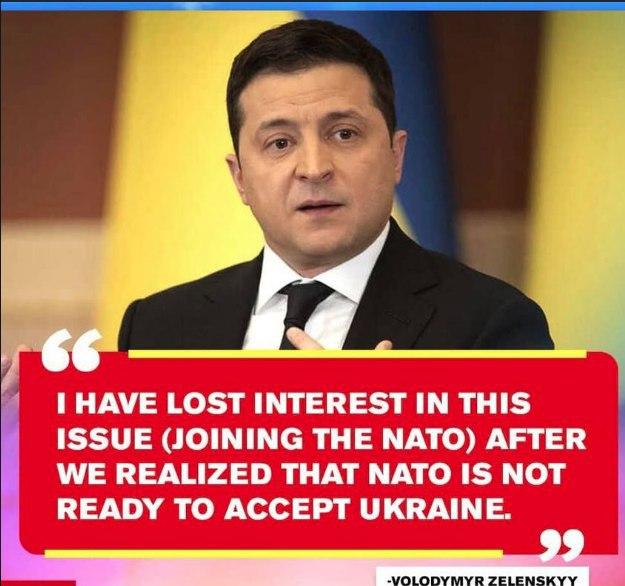 “
I HAVE LOST INTEREST IN THIS
ISSUE (JOINING THE NATO) AFTER
WE REALIZED THAT NATO IS NOT
READY TO ACCEPT UKRAINE.
”
-VOLODYMYR ZELENSKYY